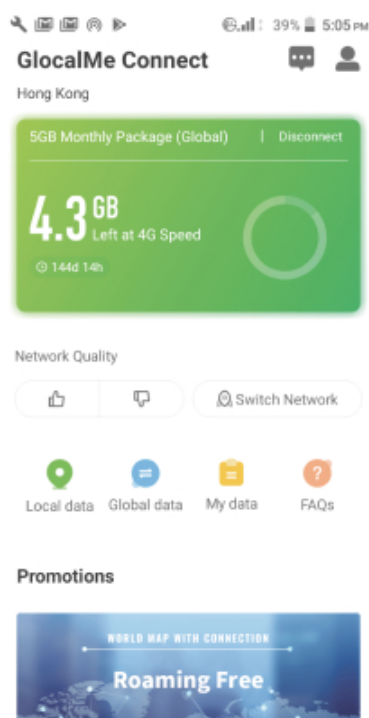 39% 5:05 PM
GlocalMe Connect
Hong Kong
5GB Monthly Package (Global) | Disconnect
4.3 GB
Left at 4G Speed
144d 14h
Network Quality
Switch Network
Local data Global data My data FAQs
Promotions
WORLD MAP WITH CONNECTION
Roaming Free